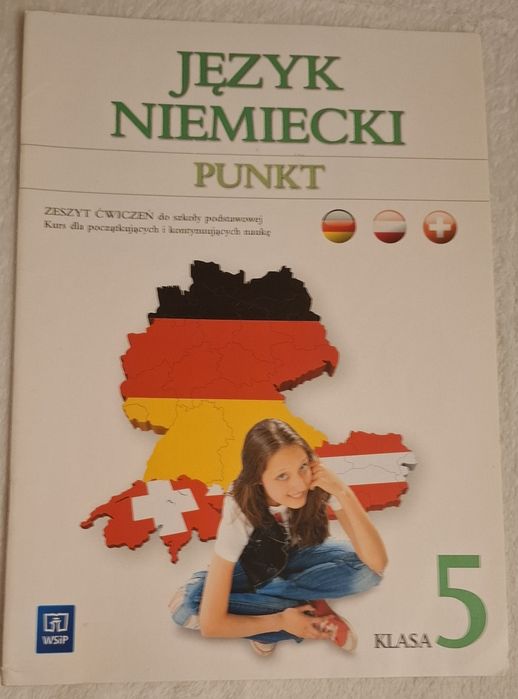 JĘZYK
NIEMIECKI
PUNKT
ZESZYT ĆWICZEŃ do szkoły podstawowej
Kurs dla początkujących i kontynuujących naukę
WSiP
KLASA 5